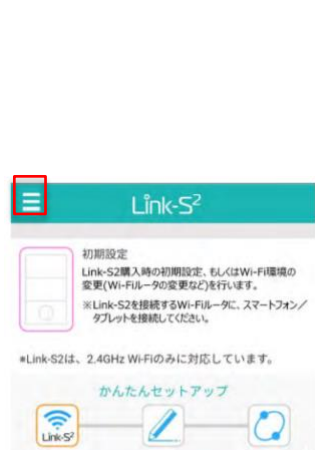 Link-S²
初期設定
Link-S2購入時の初期設定、もしくはWi-Fi環境の
変更(Wi-Fiルータの変更など)を行います。
※Link-S2を接続するWi-Fiルータに、スマートフォン／
タブレットを接続してください。
※Link-S2は、2.4GHz Wi-Fiのみに対応しています。
かんたんセットアップ
Link-S²